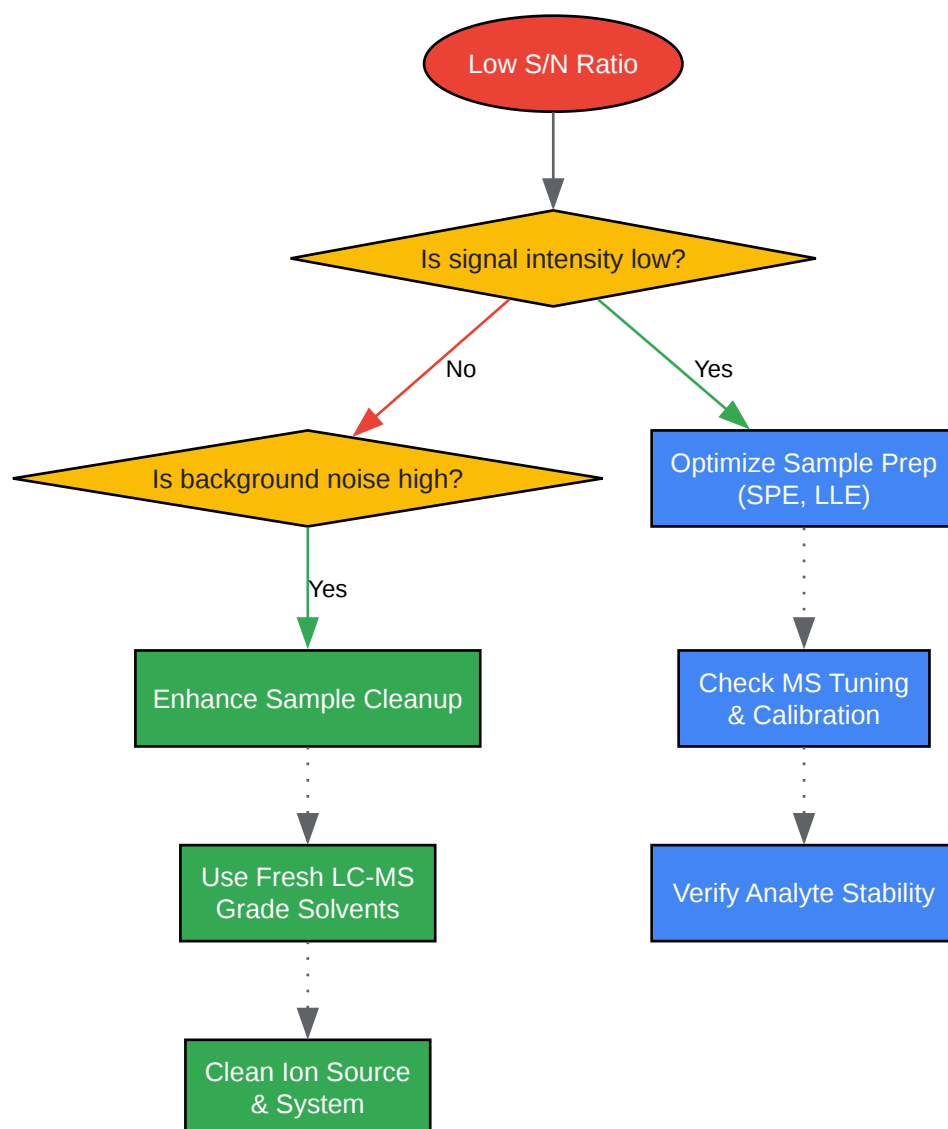 Low S/N Ratio
Is signal intensity low?
No
Yes
Is background noise high?
Optimize Sample Prep
(SPE, LLE)
Yes
Enhance Sample Cleanup
Check MS Tuning
& Calibration
Use Fresh LC-MS
Grade Solvents
Verify Analyte Stability
Clean Ion Source
& System